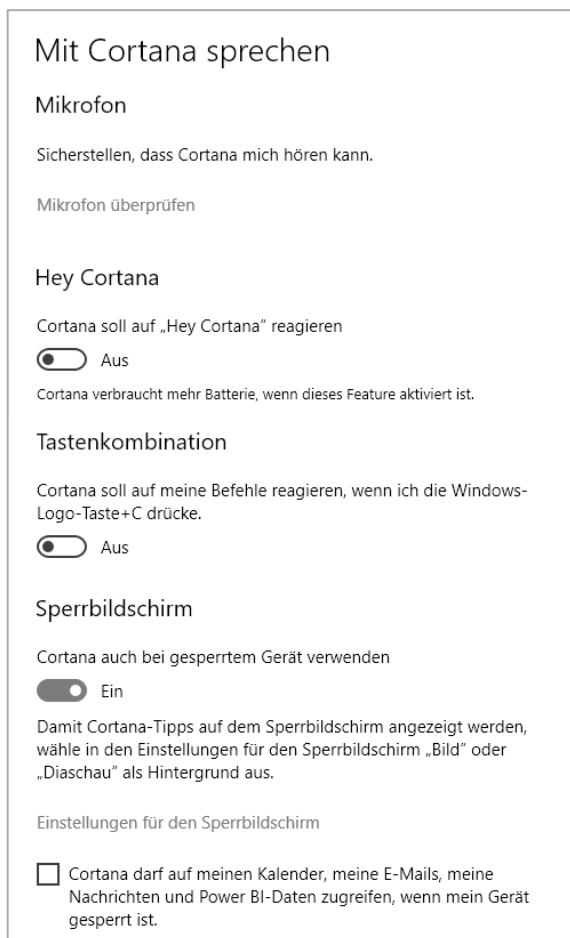 Mit Cortana sprechen
Mikrofon
Sicherstellen, dass Cortana mich hören kann.
Mikrofon überprüfen
Hey Cortana
Cortana soll auf „Hey Cortana“ reagieren
Aus
Cortana verbraucht mehr Batterie, wenn dieses Feature aktiviert ist.
Tastenkombination
Cortana soll auf meine Befehle reagieren, wenn ich die Windows-
Logo-Taste+C drücke.
Aus
Sperrbildschirm
Cortana auch bei gesperrtem Gerät verwenden
Ein
Damit Cortana-Tipps auf dem Sperrbildschirm angezeigt werden,
wähle in den Einstellungen für den Sperrbildschirm „Bild” oder
„Diaschau” als Hintergrund aus.
Einstellungen für den Sperrbildschirm
Cortana darf auf meinen Kalender, meine E-Mails, meine
Nachrichten und Power BI-Daten zugreifen, wenn mein Gerät
gesperrt ist.